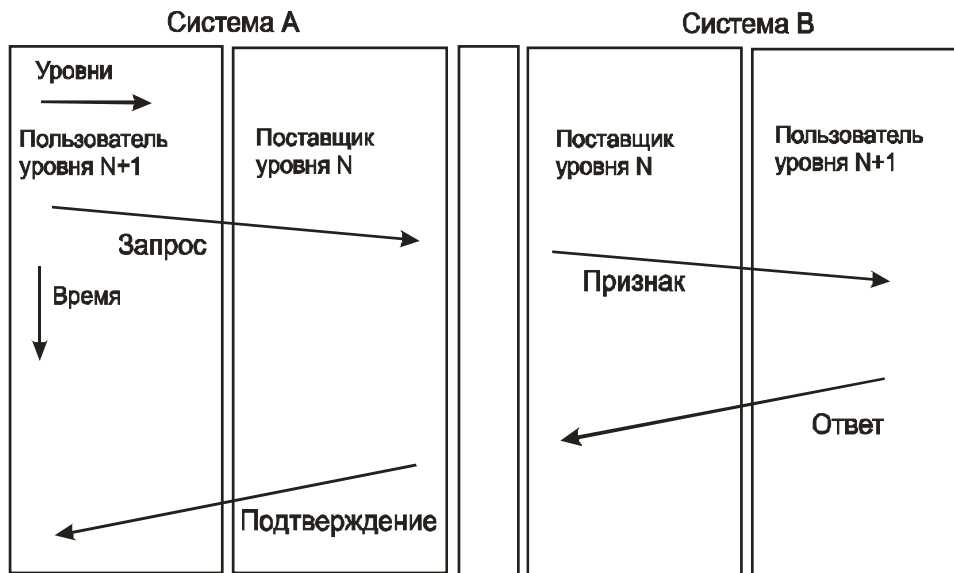 Система А
Система В
Уровни
Пользователь
уровня N+1
Поставщик
уровня N
Поставщик
уровня N
Пользователь
уровня N+1
Запрос
Признак
Время
Ответ
Подтверждение